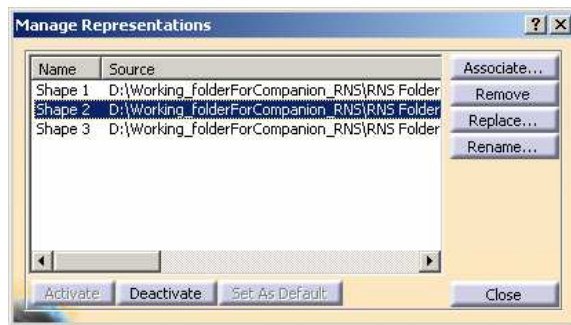 Manage Representations
Name Source Associate...
Shape 1 D:\Working_folderForCompanion_RNS\RNS Folder Remove
Shape 2 D:\Working_folderForCompanion_RNS\RNS Folder Replace...
Shape 3 D:\Working_folderForCompanion_RNS\RNS Folder Rename...
Activate Deactivate Set As Default Close